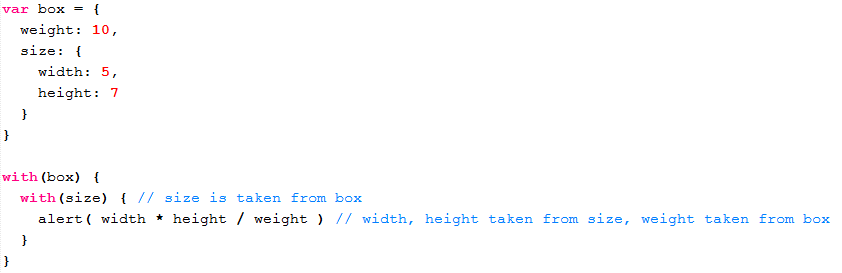 var box = {
  weight: 10,
  size: {
    width: 5,
    height: 7
  }
}

with(box) {
  with(size) { // size is taken from box
    alert( width * height / weight ) // width, height taken from size, weight taken from box
  }
}